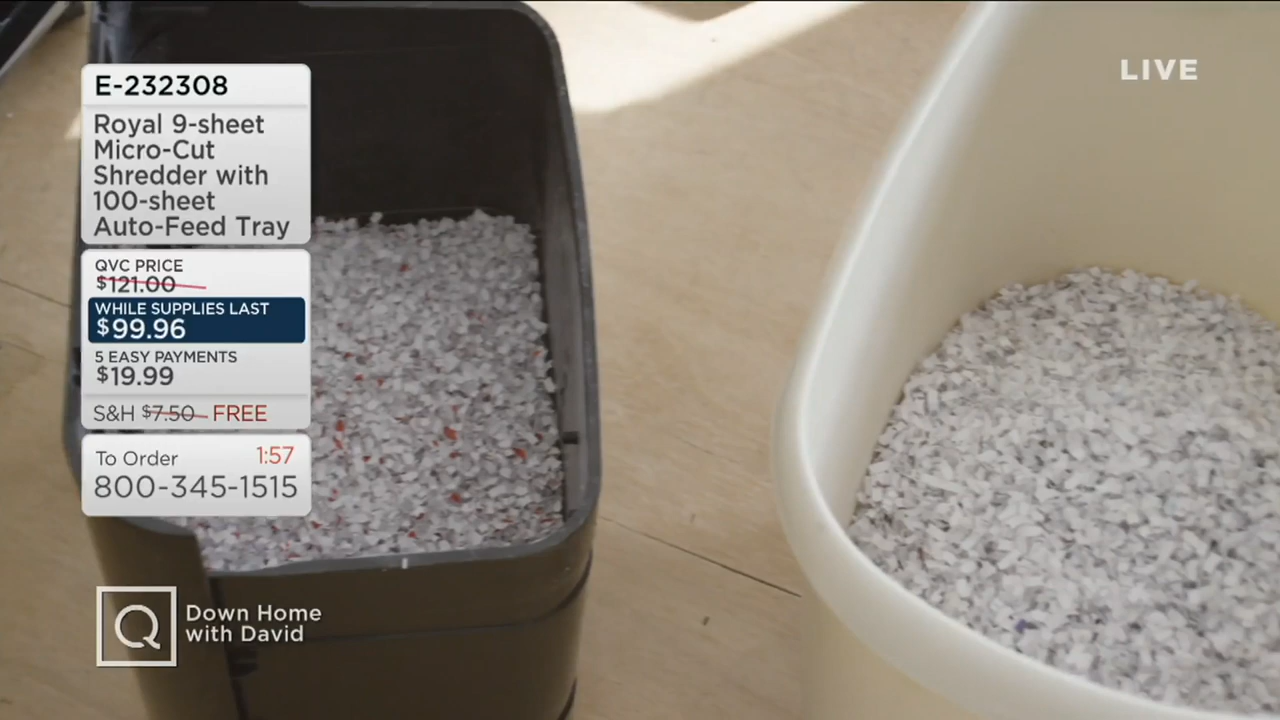 E-232308
Royal 9-sheet
Micro-Cut
Shredder with
100-sheet
Auto-Feed Tray
QVC PRICE
$121.00
WHILE SUPPLIES LAST
$99.96
5 EASY PAYMENTS
$19.99
S&H $7.50 FREE
To Order 1:57
800-345-1515
Q
Down Home
with David
LIVE